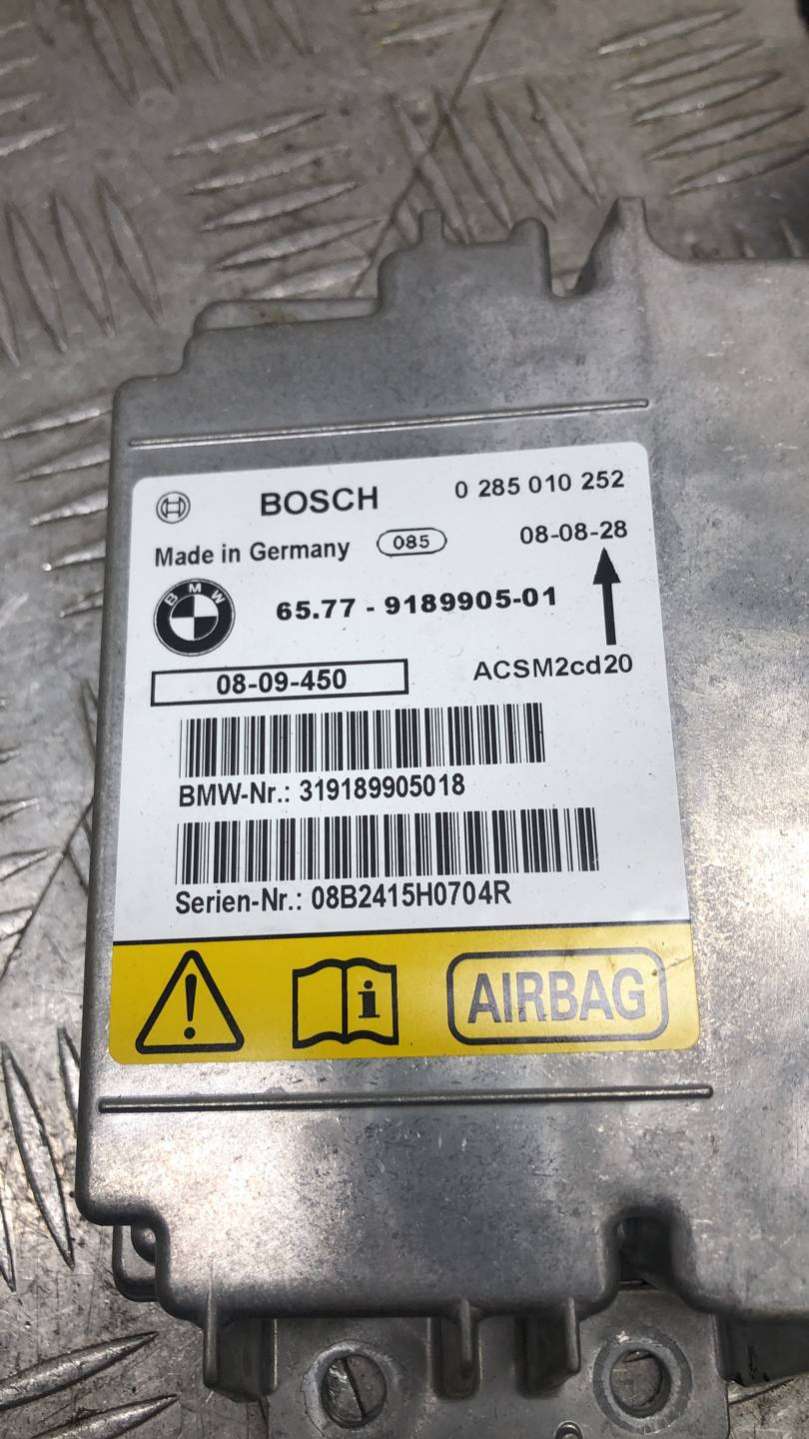 BOSCH 0 285 010 252
Made in Germany 085 08-08-28
BMW 65.77 - 9189905-01
08-09-450 ACSM2cd20
BMW-Nr.: 319189905018
Serien-Nr.: 08B2415H0704R
! i AIRBAG